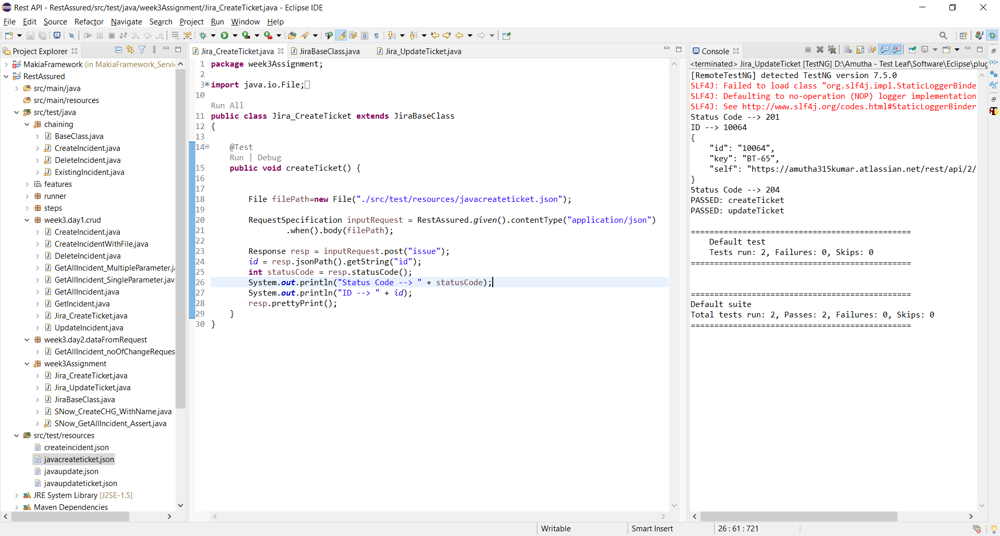 Rest API - RestAssured/src/test/java/week3Assignment/Jira_CreateTicket.java - Eclipse IDE
File Edit Source Refactor Navigate Search Project Run Window Help
Project Explorer
MakiaFramework (in MakiaFramework_Servi
RestAssured
src/main/java
src/main/resources
src/test/java
chaining
BaseClass.java
CreateIncident.java
DeleteIncident.java
ExistingIncident.java
features
runner
steps
week3.day1.crud
CreateIncident.java
CreateIncidentWithFile.java
DeleteIncident.java
GetAllIncident_MultipleParameter.j
GetAllIncident_SingleParameter.jav
GetAllIncident.java
GetIncident.java
Jira_CreateTicket.java
UpdateIncident.java
week3.day2.dataFromRequest
GetAllIncident_noOfChangeReques
week3Assignment
Jira_CreateTicket.java
Jira_UpdateTicket.java
JiraBaseClass.java
SNow_CreateCHG_WithName.java
SNow_GetAllIncident_Assert.java
src/test/resources
createincident.json
javacreateticket.json
javaupdate.json
javaupdateticket.json
JRE System Library [J2SE-1.5]
Maven Dependencies
Jira_CreateTicket.java JiraBaseClass.java Jira_UpdateTicket.java
1 package week3Assignment;
2
3 import java.io.File;
10
Run All
11 public class Jira_CreateTicket extends JiraBaseClass
12 {
13
14 @Test
Run | Debug
15 public void createTicket() {
16
17
18 File filePath=new File("./src/test/resources/javacreateticket.json");
19
20 RequestSpecification inputRequest = RestAssured.given().contentType("application/json")
21 .when().body(filePath);
22
23 Response resp = inputRequest.post("issue");
24 id = resp.jsonPath().getString("id");
25 int statusCode = resp.statusCode();
26 System.out.println("Status Code --> " + statusCode);
27 System.out.println("ID --> " + id);
28 resp.prettyPrint();
29 }
30 }
Console
<terminated> Jira_UpdateTicket [TestNG] D:\Amutha - Test Leaf\Software\Eclipse\plug
[RemoteTestNG] detected TestNG version 7.5.0
SLF4J: Failed to load class "org.slf4j.impl.StaticLoggerBinde
SLF4J: Defaulting to no-operation (NOP) logger implementation
SLF4J: See http://www.slf4j.org/codes.html#StaticLoggerBinder
Status Code --> 201
ID --> 10064
{
"id": "10064",
"key": "BT-65",
"self": "https://amutha315kumar.atlassian.net/rest/api/2/
}
Status Code --> 204
PASSED: createTicket
PASSED: updateTicket
===============================================
Default test
Tests run: 2, Failures: 0, Skips: 0
===============================================
===============================================
Default suite
Total tests run: 2, Passes: 2, Failures: 0, Skips: 0
===============================================
Writable Smart Insert 26 : 61 : 721